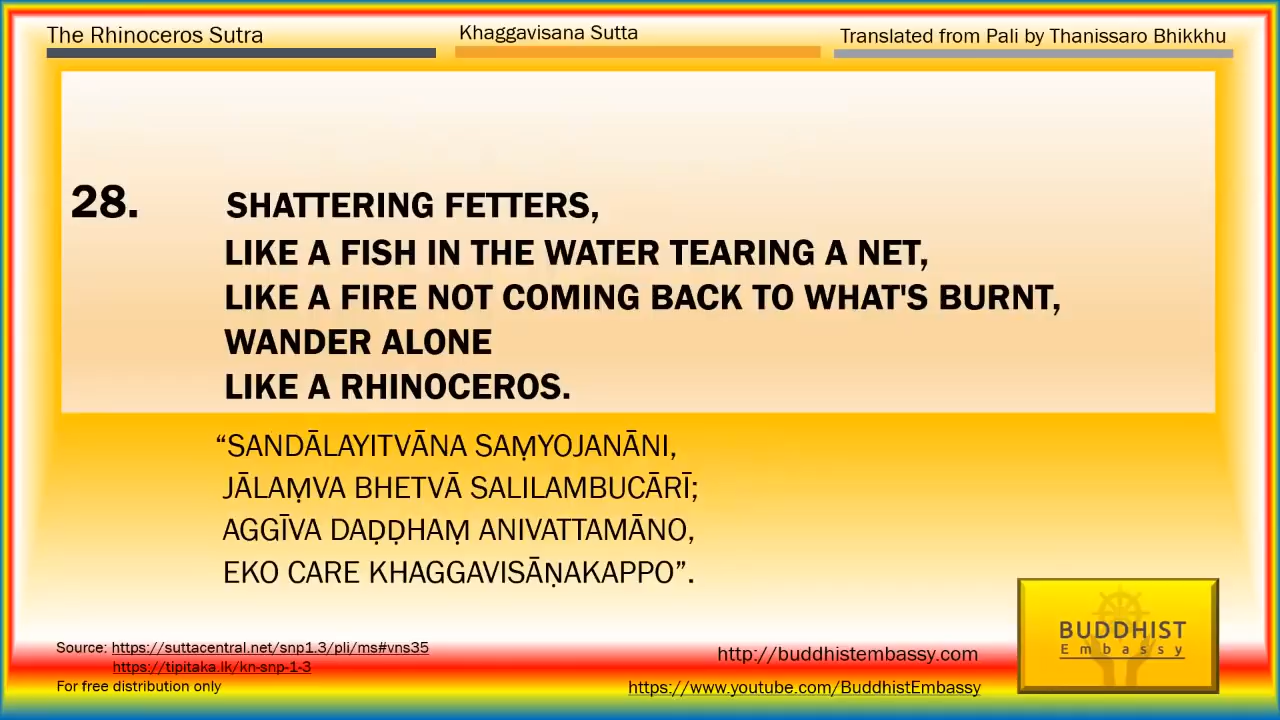 The Rhinoceros Sutra
Khaggavisana Sutta
Translated from Pali by Thanissaro Bhikkhu
28. SHATTERING FETTERS,
LIKE A FISH IN THE WATER TEARING A NET,
LIKE A FIRE NOT COMING BACK TO WHAT'S BURNT,
WANDER ALONE
LIKE A RHINOCEROS.
“SANDĀLAYITVĀNA SAṂYOJANĀNI,
JĀLAṂVA BHETVĀ SALILAMBUCĀRĪ;
AGGĪVA DAḌḌHAṂ ANIVATTAMĀNO,
EKO CARE KHAGGAVISĀṆAKAPPO”.
Source: https://suttacentral.net/snp1.3/pli/ms#vns35
https://tipitaka.lk/kn-snp-1-3
For free distribution only
http://buddhistembassy.com
https://www.youtube.com/BuddhistEmbassy
BUDDHIST
Embassy